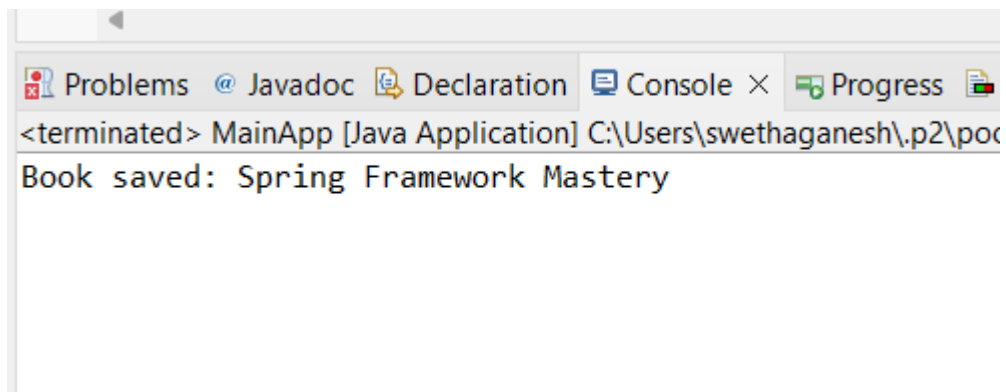 Problems @ Javadoc Declaration Console Progress
<terminated> MainApp [Java Application] C:\Users\swethaganesh\.p2\poo
Book saved: Spring Framework Mastery